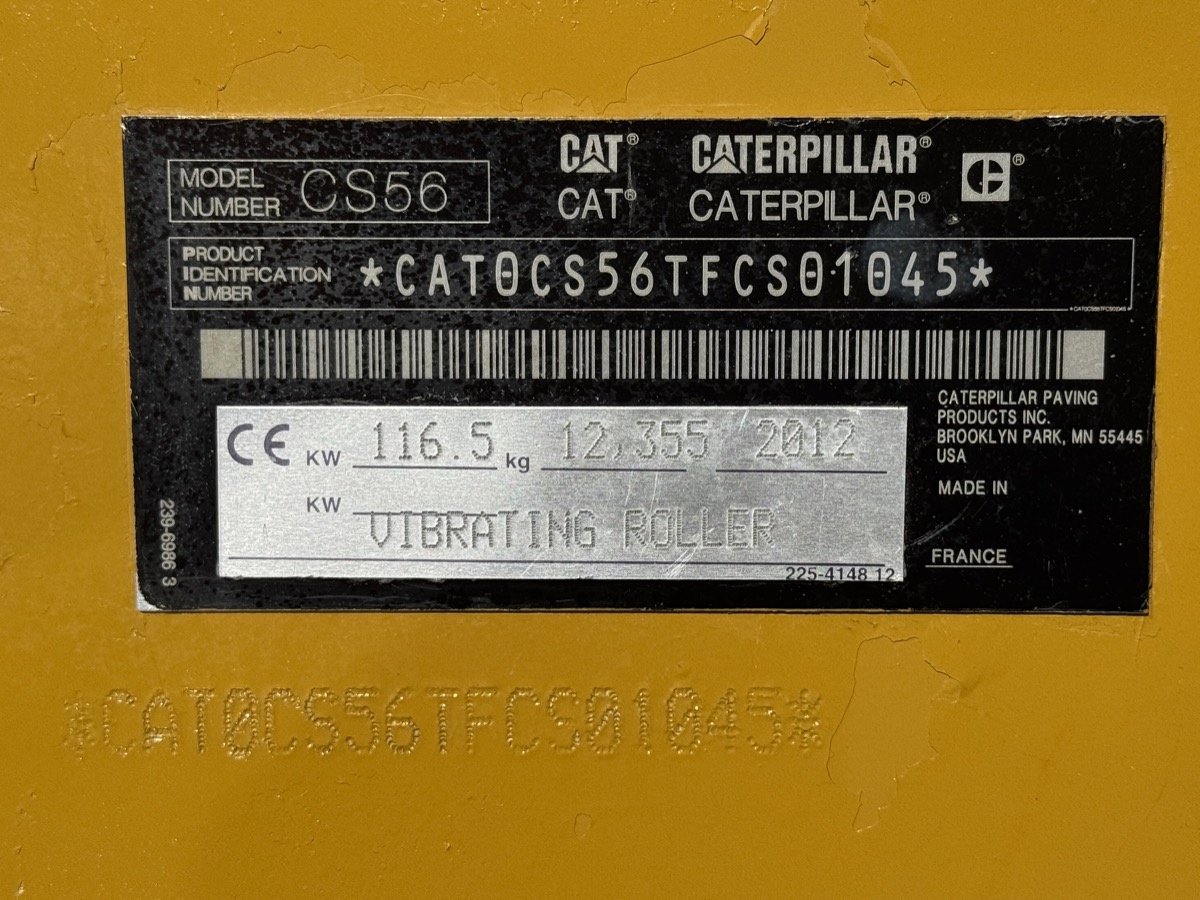 CAT® CATERPILLAR®
CAT® CATERPILLAR® ®
MODEL
NUMBER CS56
PRODUCT
IDENTIFICATION
NUMBER
*CAT0CS56TFCS01045*
CE KW 116.5 kg 12,355 2012
KW
VIBRATING ROLLER
225-4148 12
CATERPILLAR PAVING
PRODUCTS INC.
BROOKLYN PARK, MN 55445
USA
MADE IN
FRANCE
239-6986 3
*CAT0CS56TFCS01045*